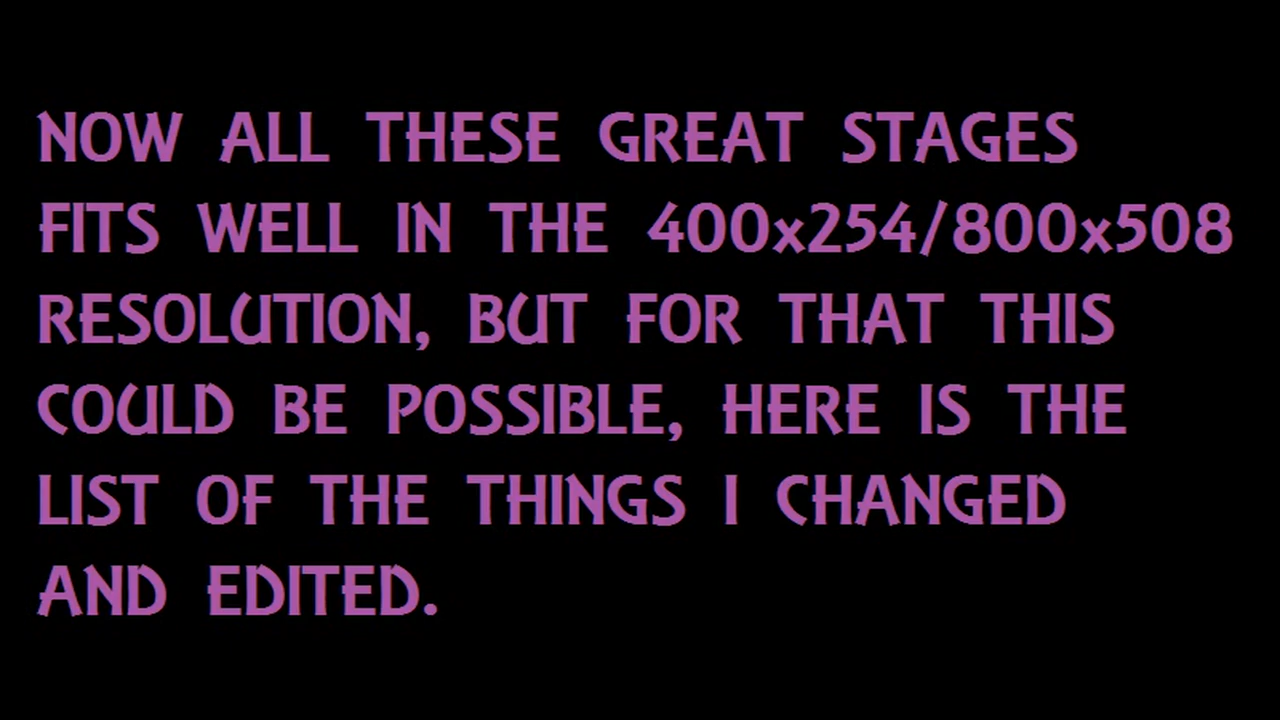 NOW ALL THESE GREAT STAGES
FITS WELL IN THE 400x254/800x508
RESOLUTION, BUT FOR THAT THIS
COULD BE POSSIBLE, HERE IS THE
LIST OF THE THINGS I CHANGED
AND EDITED.